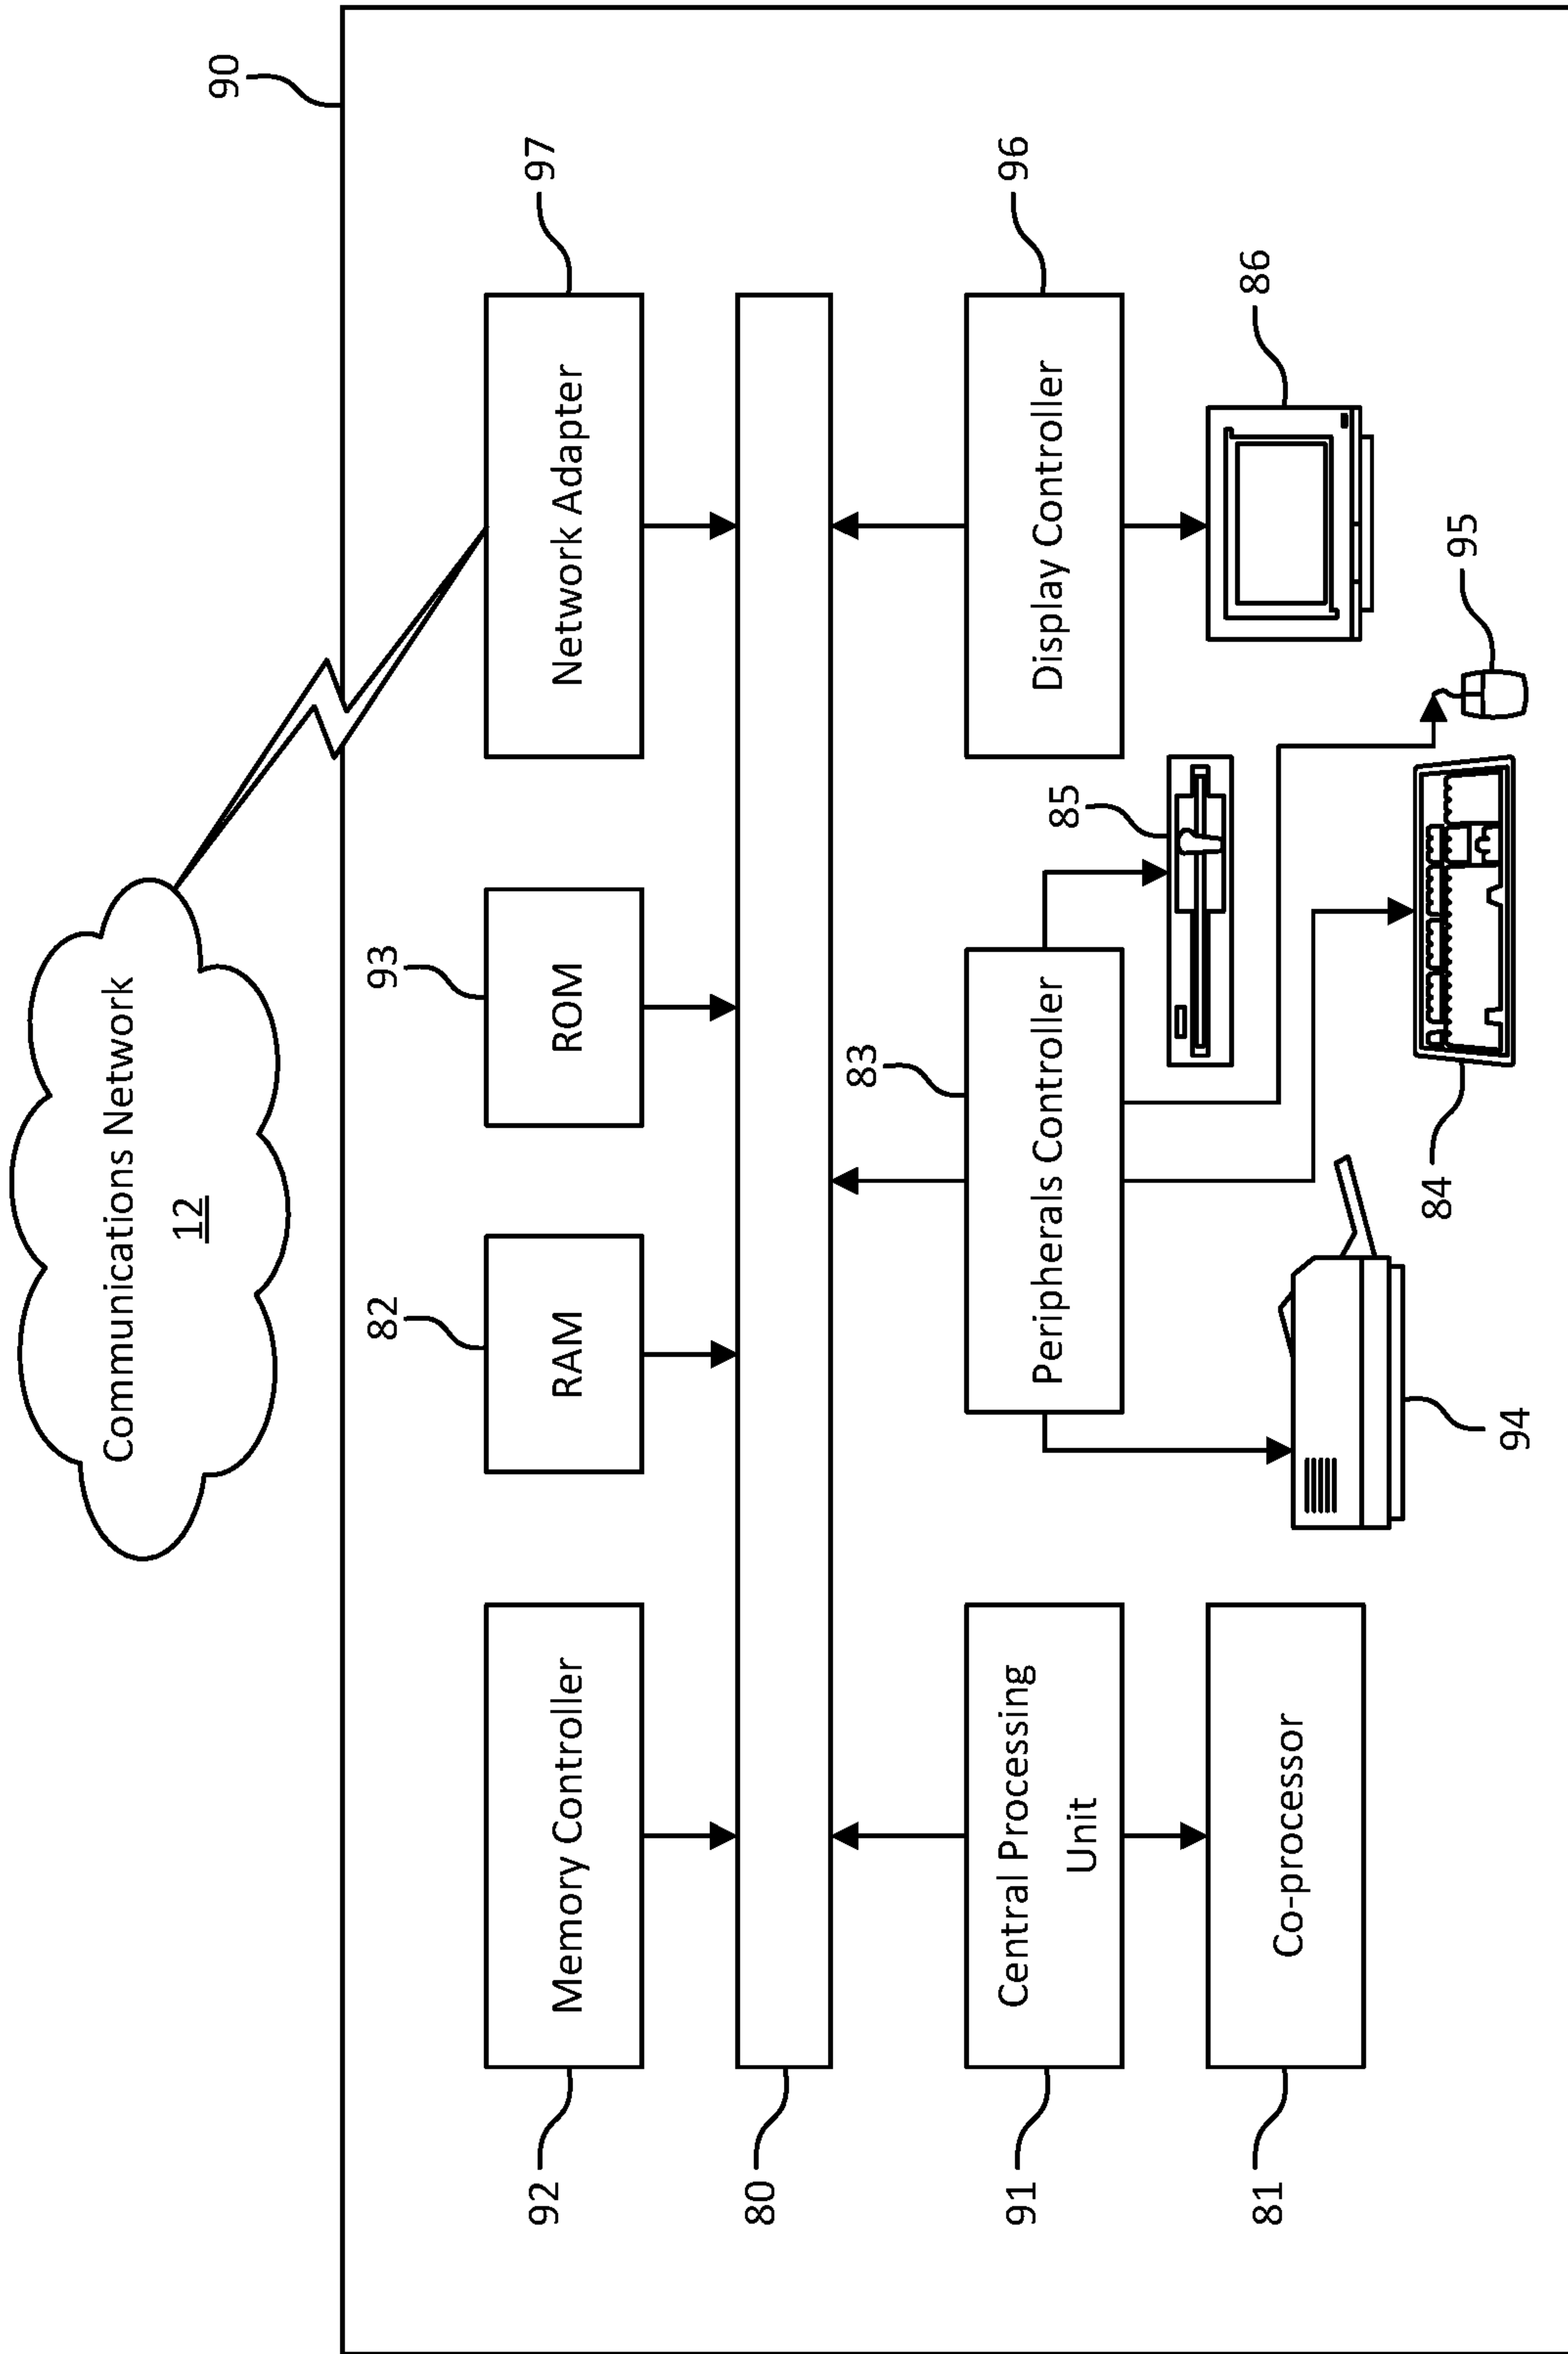 Communications Network
12
90
92
Memory Controller
82
RAM
93
ROM
97
Network Adapter
80
91
Central Processing
Unit
83
Peripherals Controller
96
Display Controller
81
Co-processor
94
84
85
95
86